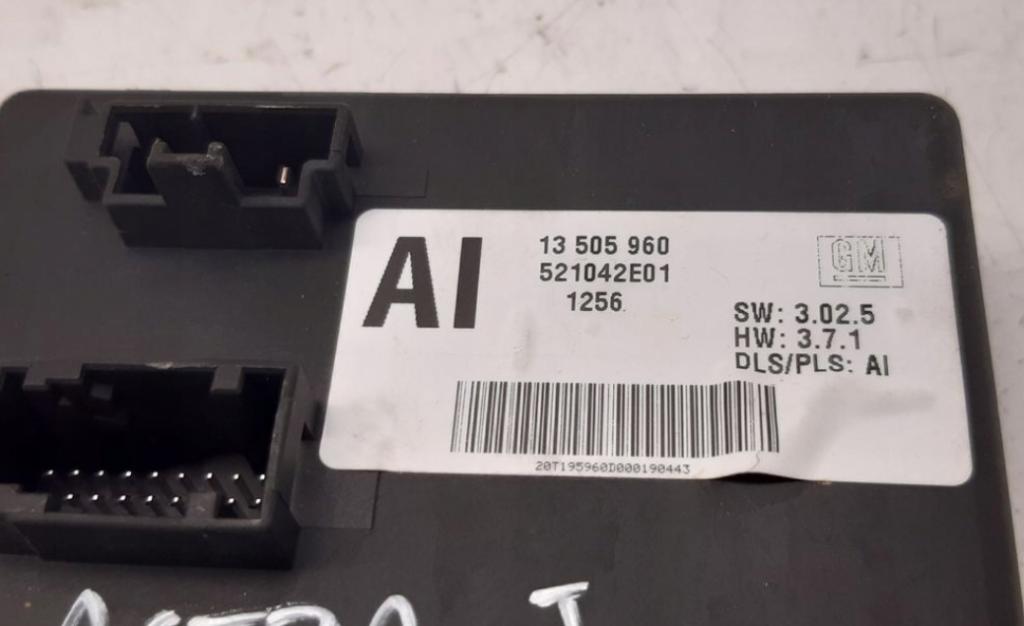 AI
13 505 960
521042E01
1256
GM
SW: 3.02.5
HW: 3.7.1
DLS/PLS: AI
20T195960D000190443